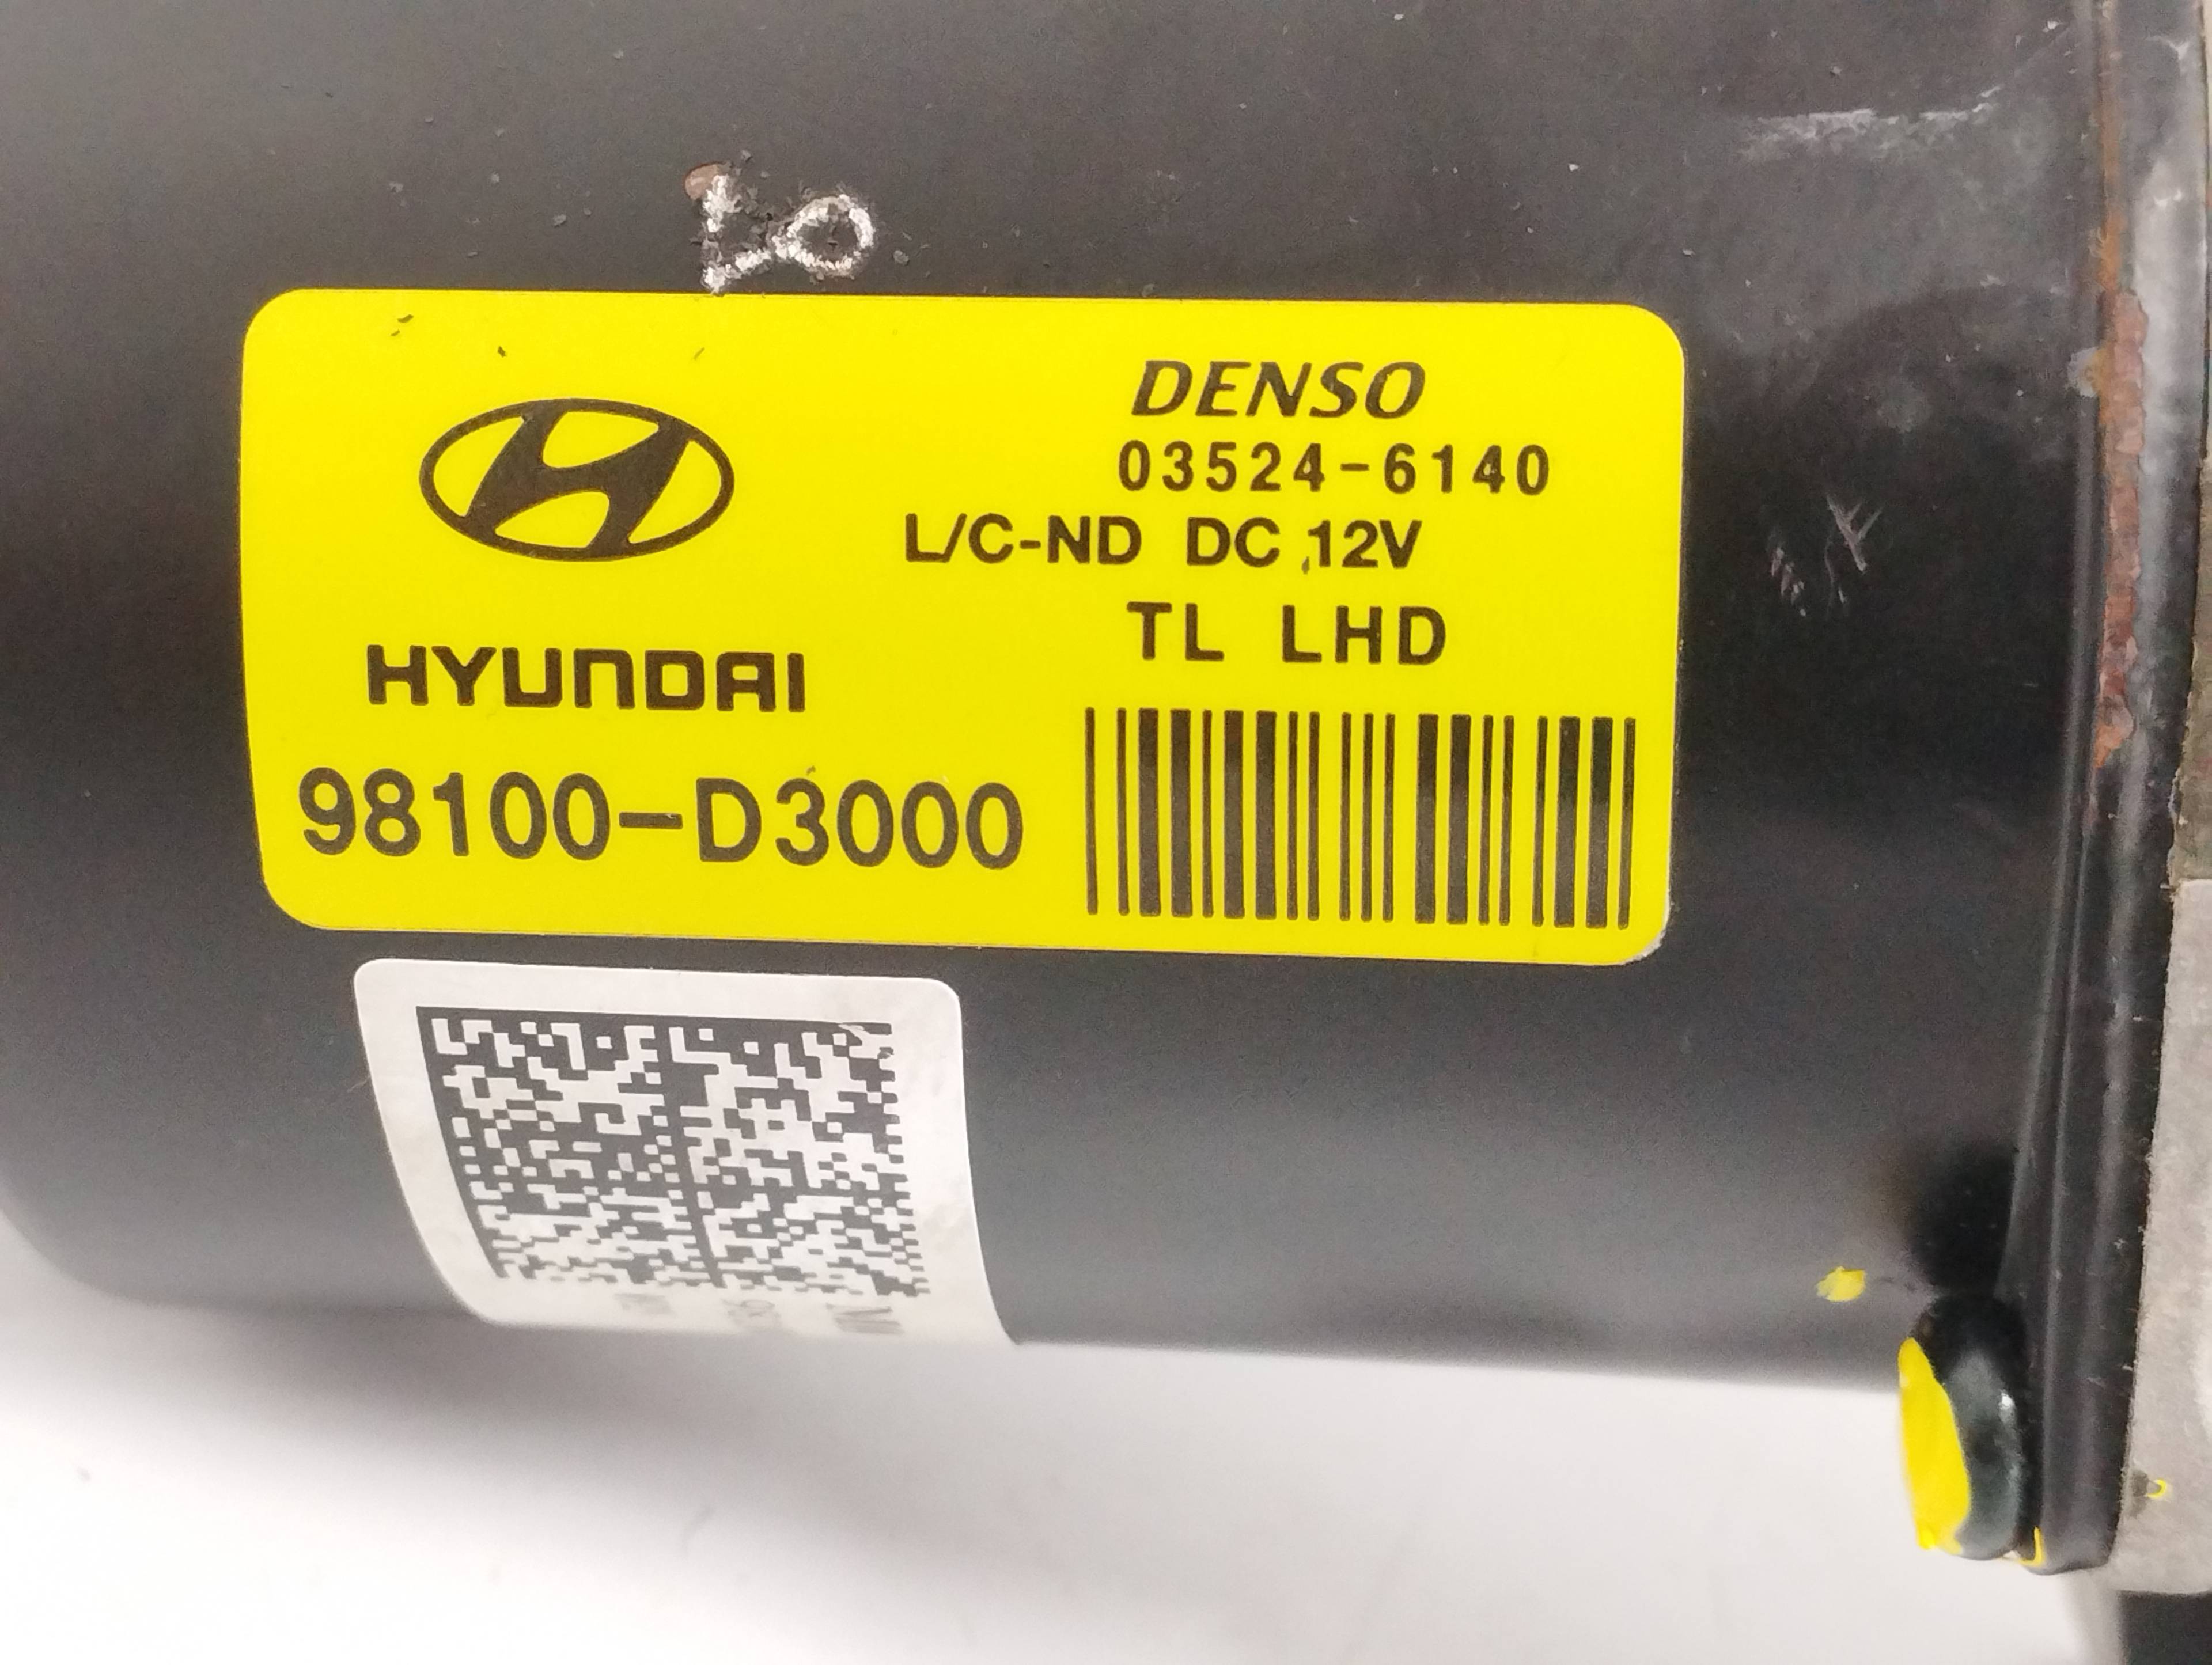 DENSO
03524-6140
L/C-ND DC 12V
TL LHD
HYUNDAI
98100-D3000